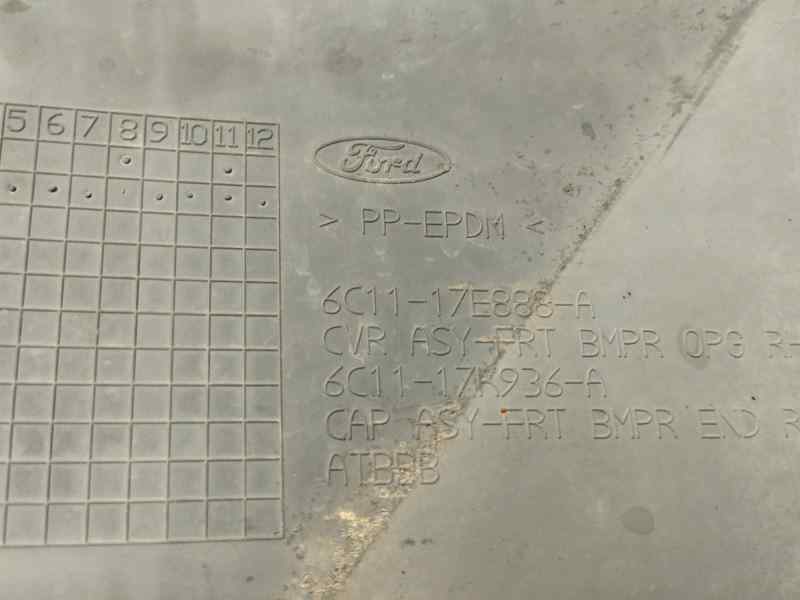 5 6 7 8 9 10 11 12
Ford
> PP-EPDM <
6C11-17E888-A
CVR ASY-FRT BMPR OPG R-
6C11-17K936-A
CAP ASY-FRT BMPR END R